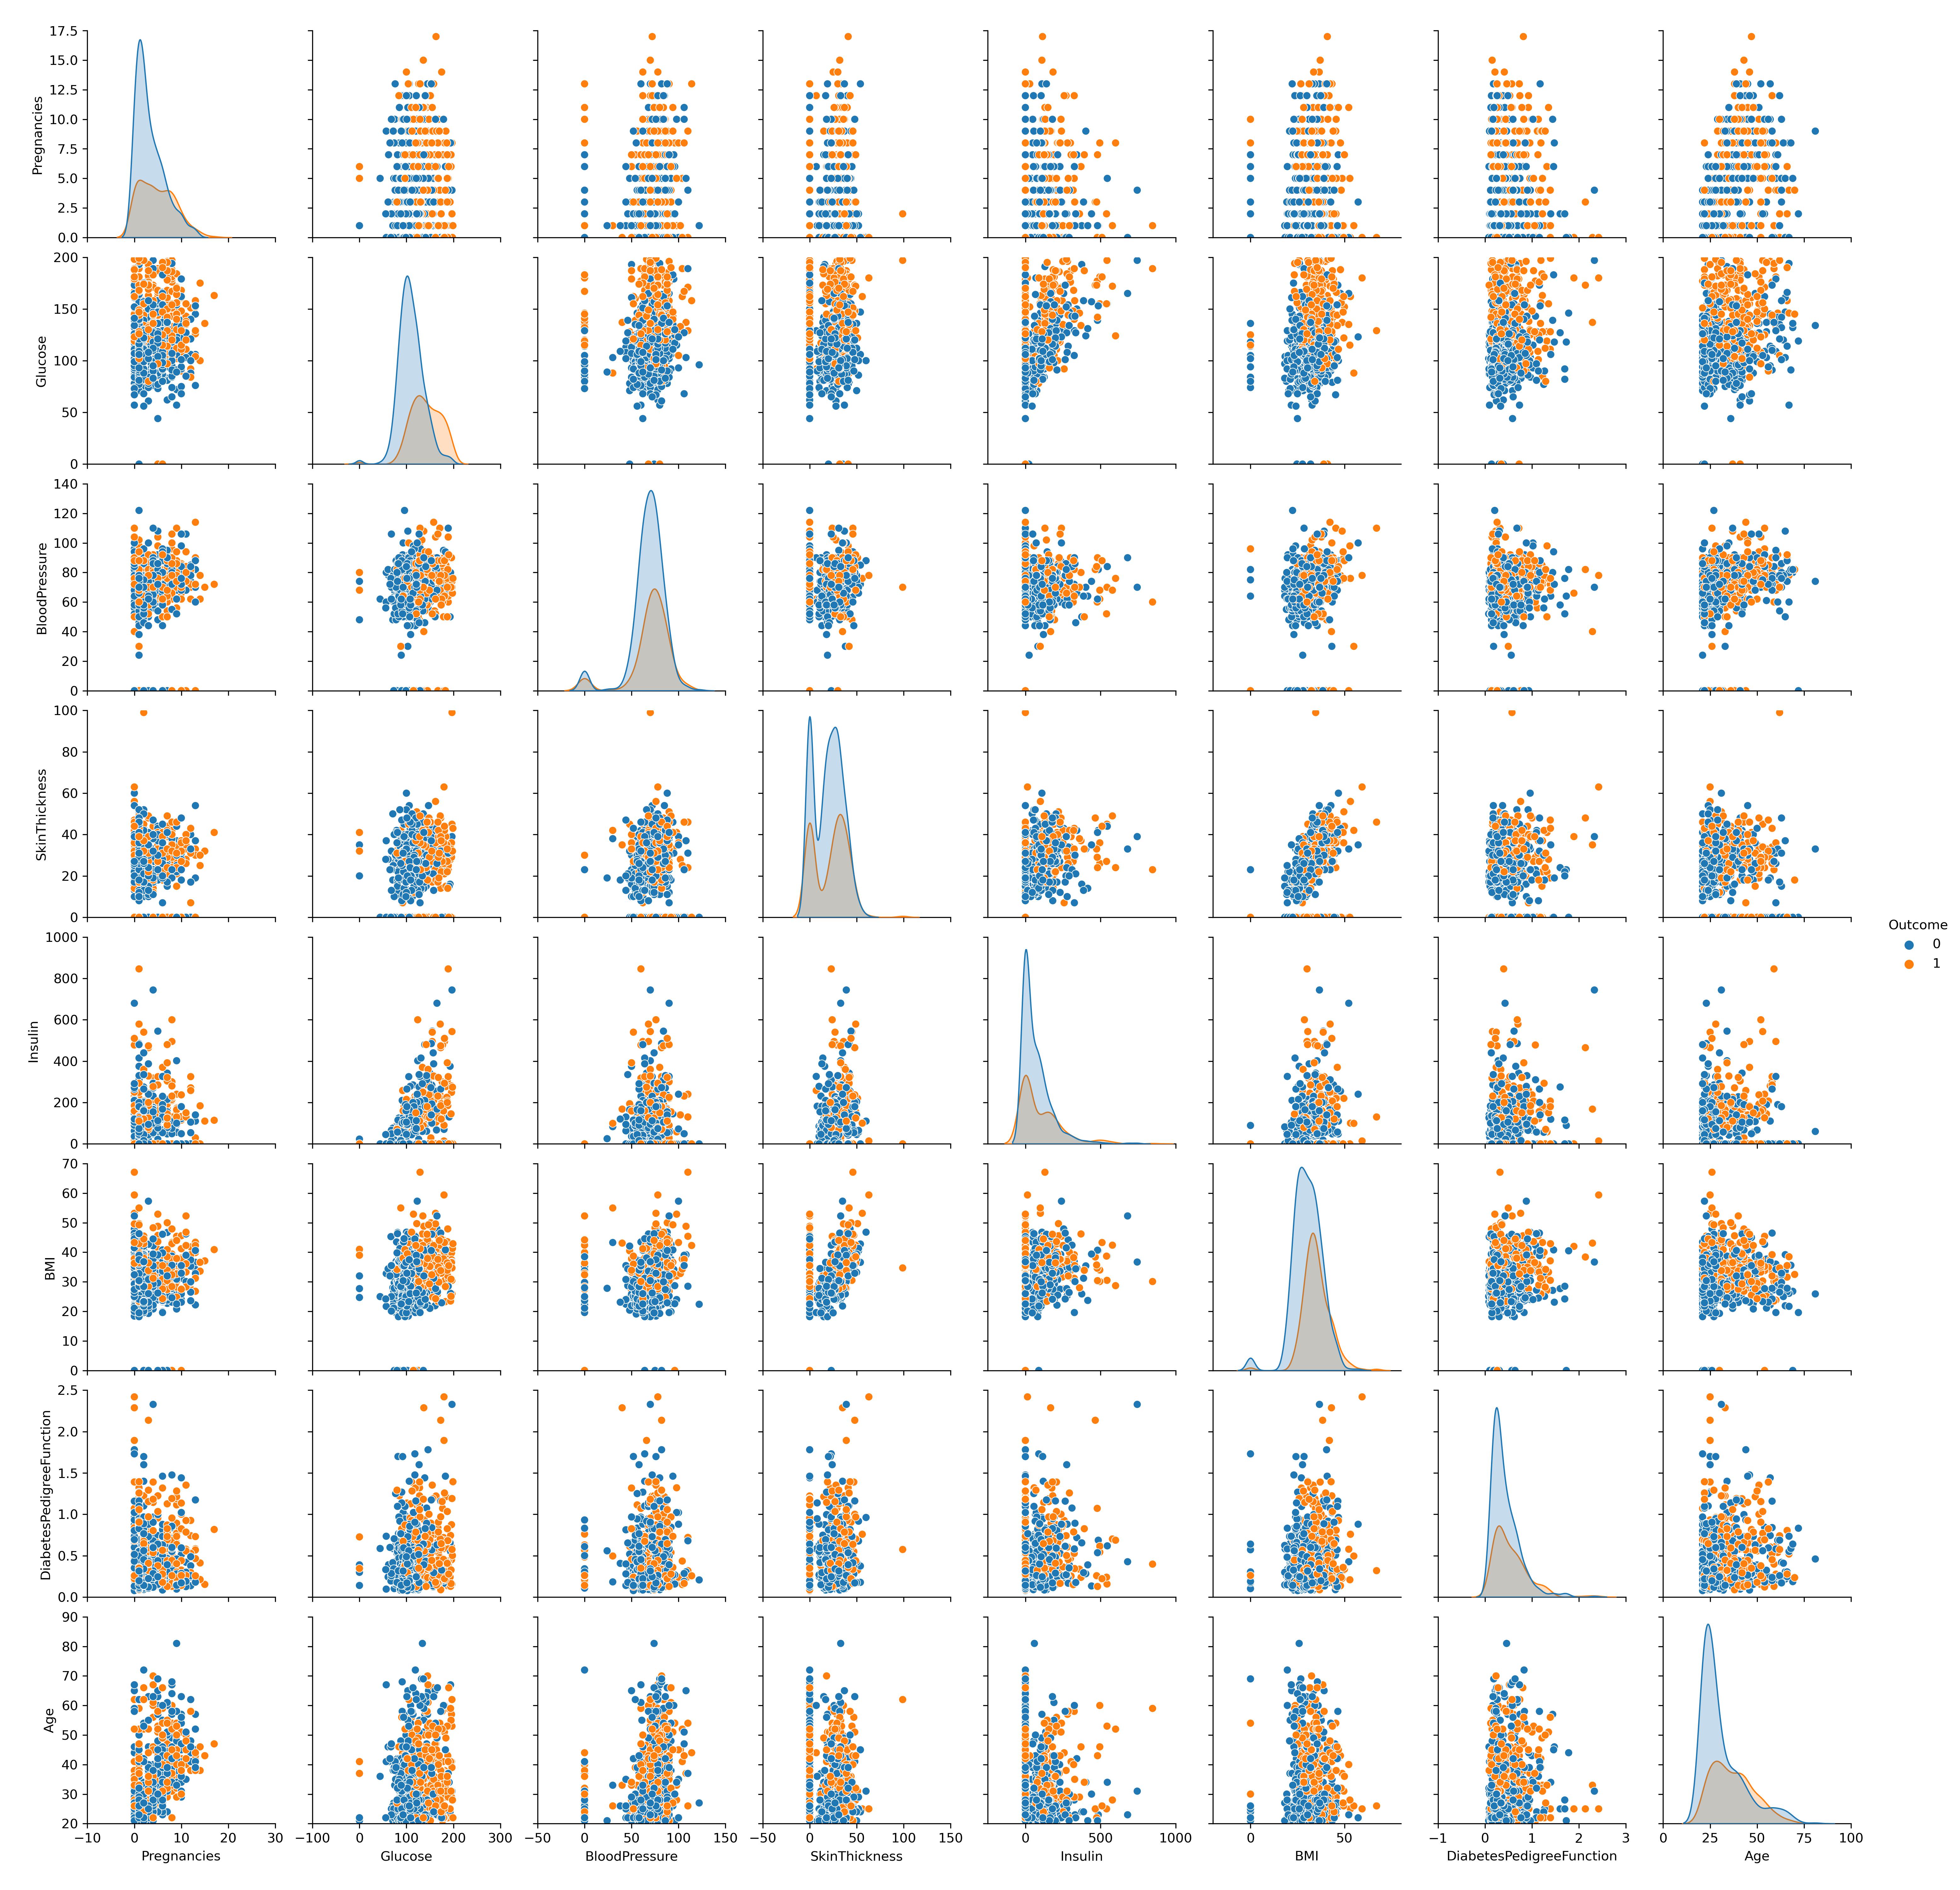 17.5
15.0
12.5
10.0
7.5
5.0
2.5
0.0
Pregnancies
200
150
100
50
0
Glucose
140
120
100
80
60
40
20
0
BloodPressure
100
80
60
40
20
0
SkinThickness
Outcome
0
1
1000
800
600
400
200
0
Insulin
70
60
50
40
30
20
10
0
BMI
2.5
2.0
1.5
1.0
0.5
0.0
DiabetesPedigreeFunction
90
80
70
60
50
40
30
20
Age
−10 0 10 20 30
Pregnancies
−100 0 100 200 300
Glucose
−50 0 50 100 150
BloodPressure
−50 0 50 100 150
SkinThickness
0 500 1000
Insulin
0 50
BMI
−1 0 1 2 3
DiabetesPedigreeFunction
0 25 50 75 100
Age